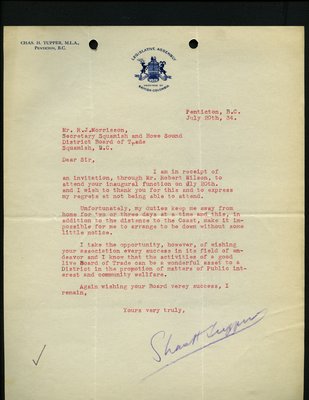 CHAS. H. TUPPER, M.L.A.,
PENTICTON, B.C.
LEGISLATIVE ASSEMBLY
PROVINCE OF
BRITISH COLUMBIA
Penticton, B.C.
July 20th, 34.
Mr. R.J.Morrisson,
Secretary Squamish and Howe Sound
District Board of Trade
Squamish, B.C.
Dear Sir,
I am in receipt of
an invitation, through Mr. Robert Wilson, to
attend your inaugural function on July 20th.
and I wish to thank you for this and to express
my regrets at not being able to attend.
Unfortunately, my duties keep me away from
home for two or three days at a time and this, in
addition to the distence to the Coast, make it im-
possible for me to arrange to be down without some
little notice.
I take the opportunity, however, of wishing
your association every success in its field of en-
deavor and I know that the activities of a good
live Board of Trade can be a wonderful asset to a
District in the promotion of matters of Public int-
erest and community wellfare.
Again wishing your Board verey success, I
remain,
Yours very truly,
Chas H Tupper